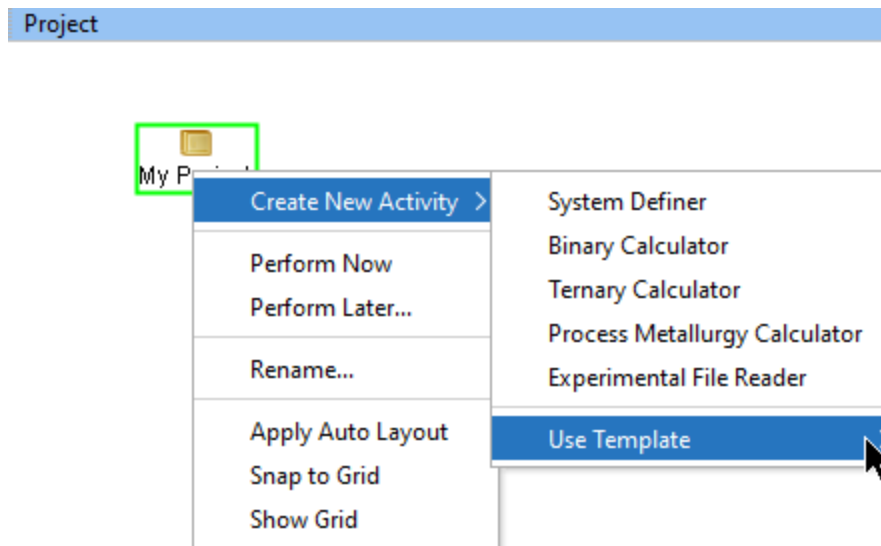 Project
My
Create New Activity
System Definer
Binary Calculator
Ternary Calculator
Process Metallurgy Calculator
Experimental File Reader
Use Template
Perform Now
Perform Later...
Rename...
Apply Auto Layout
Snap to Grid
Show Grid